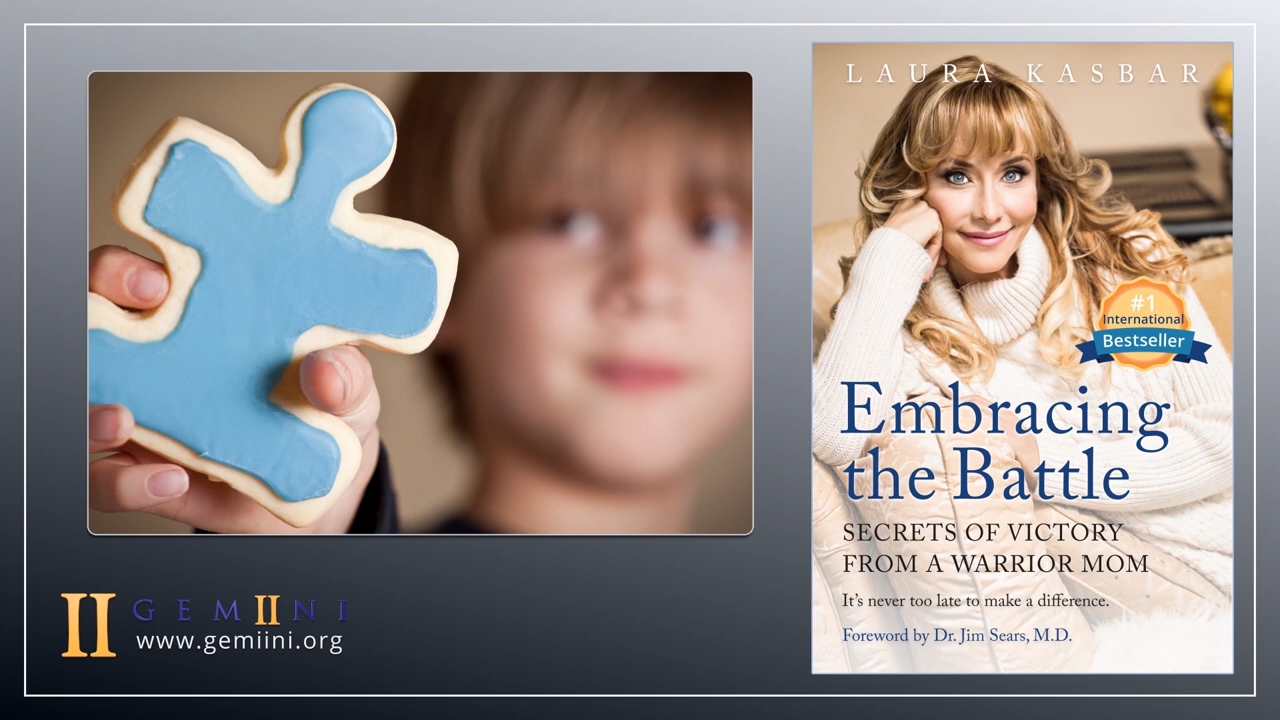 LAURA KASBAR
#1
International
Bestseller
Embracing
the Battle
SECRETS OF VICTORY
FROM A WARRIOR MOM
It's never too late to make a difference.
Foreword by Dr. Jim Sears, M.D.
II GEMIINI
www.gemiini.org